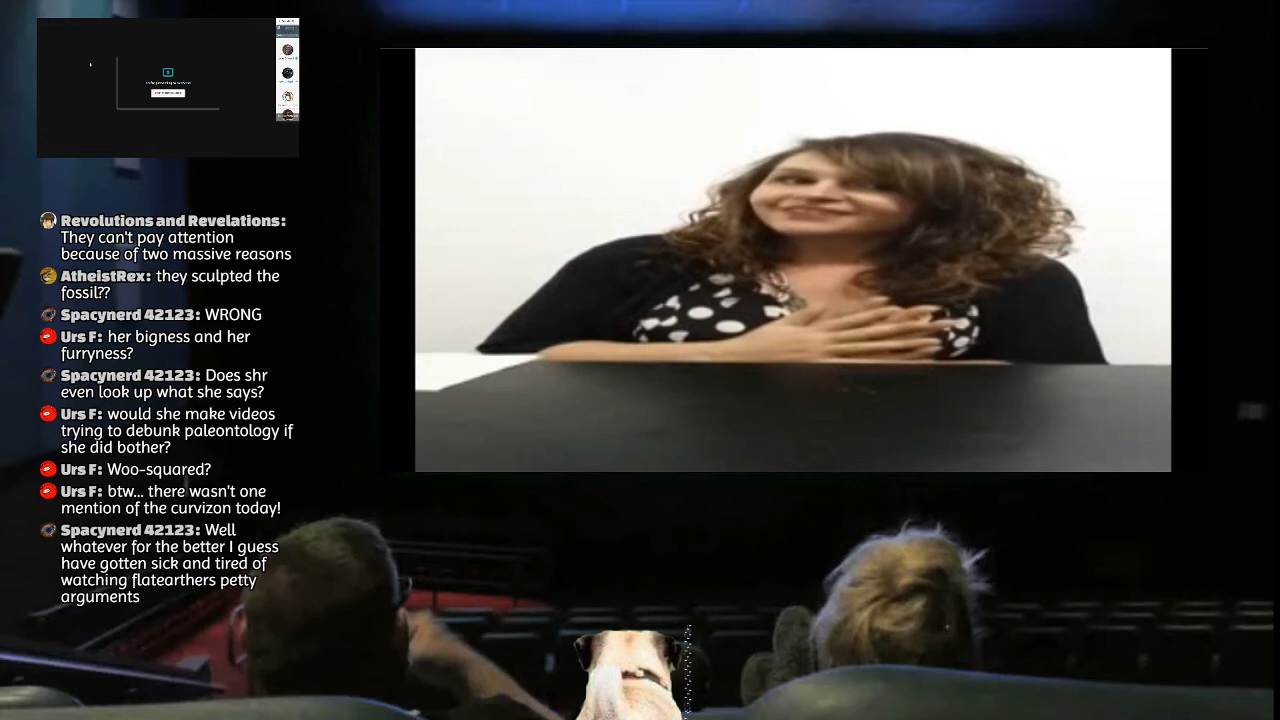 Revolutions and Revelations:
They can't pay attention
because of two massive reasons
AtheistRex: they sculpted the
fossil??
Spacynerd 42123: WRONG
Urs F: her bigness and her
furryness?
Spacynerd 42123: Does shr
even look up what she says?
Urs F: would she make videos
trying to debunk paleontology if
she did bother?
Urs F: Woo-squared?
Urs F: btw... there wasn't one
mention of the curvizon today!
Spacynerd 42123: Well
whatever for the better I guess
have gotten sick and tired of
watching flatearthers petty
arguments